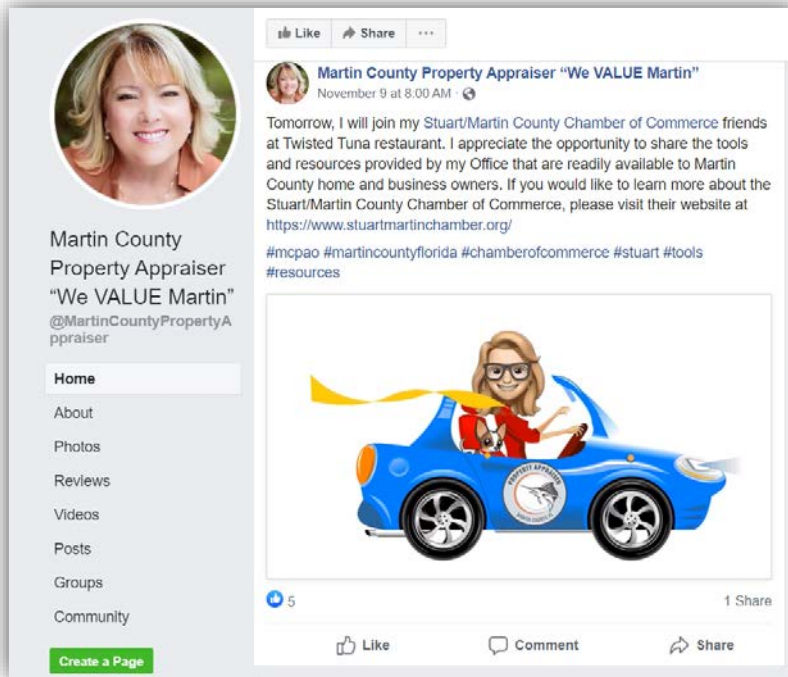 Martin County
Property Appraiser
“We VALUE Martin”
@MartinCountyPropertyA
ppraiser
Home
About
Photos
Reviews
Videos
Posts
Groups
Community
Create a Page
Like
Share
...
Martin County Property Appraiser “We VALUE Martin”
November 9 at 8:00 AM ·
Tomorrow, I will join my Stuart/Martin County Chamber of Commerce friends
at Twisted Tuna restaurant. I appreciate the opportunity to share the tools
and resources provided by my Office that are readily available to Martin
County home and business owners. If you would like to learn more about the
Stuart/Martin County Chamber of Commerce, please visit their website at
https://www.stuartmartinchamber.org/
#mcpao #martincountyflorida #chamberofcommerce #stuart #tools
#resources
PROPERTY APPRAISER
MARTIN COUNTY FL
5
1 Share
Like
Comment
Share